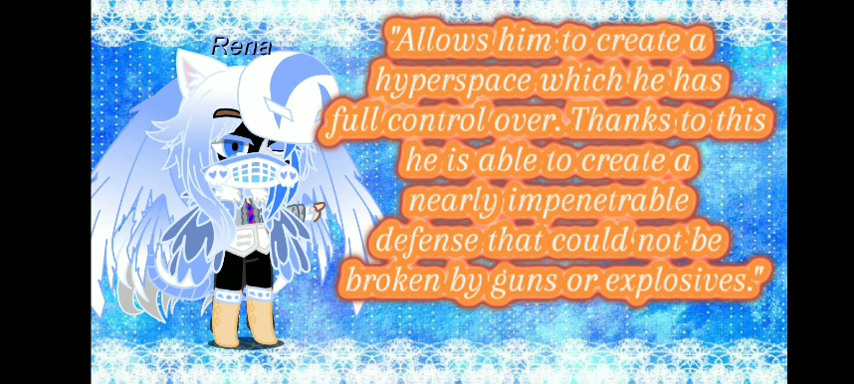 Rena
"Allows him to create a
hyperspace which he has
full control over. Thanks to this
he is able to create a
nearly impenetrable
defense that could not be
broken by guns or explosives."